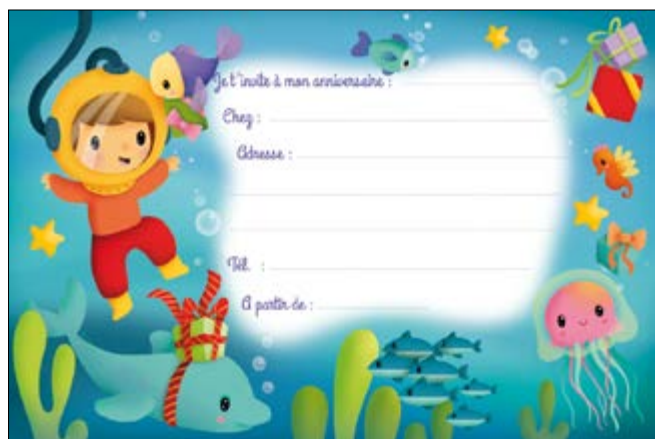 Je t'invite à mon anniversaire :
Chez :
Adresse :
Tél. :
A partir de :